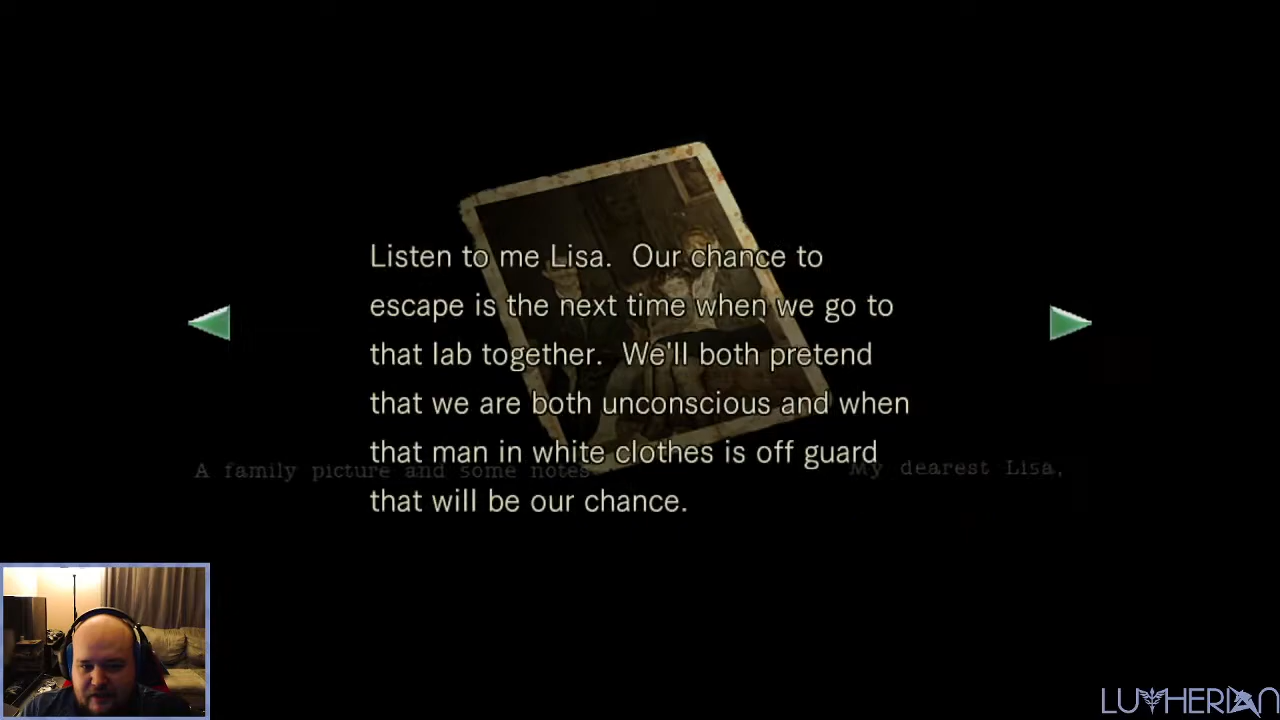 Listen to me Lisa. Our chance to
escape is the next time when we go to
that lab together. We'll both pretend
that we are both unconscious and when
that man in white clothes is off guard
that will be our chance.
A family picture and some notes
My dearest Lisa,
LUTHERIAN